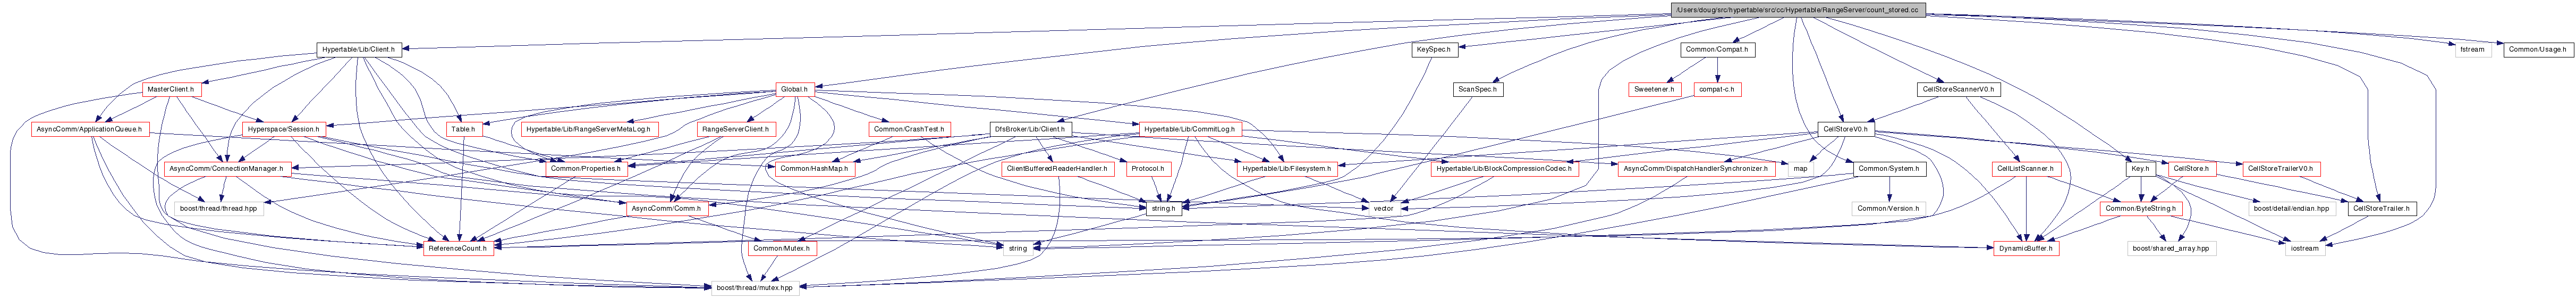 /Users/doug/src/hypertable/src/cc/Hypertable/RangeServer/count_stored.cc
Hypertable/Lib/Client.h
KeySpec.h
Common/Compat.h
fstream
Common/Usage.h
MasterClient.h
Global.h
ScanSpec.h
Sweetener.h
compat-c.h
CellStoreScannerV0.h
AsyncComm/ApplicationQueue.h
Hyperspace/Session.h
Table.h
Hypertable/Lib/RangeServerMetaLog.h
RangeServerClient.h
Common/CrashTest.h
DfsBroker/Lib/Client.h
Hypertable/Lib/CommitLog.h
CellStoreV0.h
AsyncComm/ConnectionManager.h
Common/Properties.h
Common/HashMap.h
ClientBufferedReaderHandler.h
Protocol.h
Hypertable/Lib/Filesystem.h
Hypertable/Lib/BlockCompressionCodec.h
AsyncComm/DispatchHandlerSynchronizer.h
map
Common/System.h
CellListScanner.h
Key.h
CellStore.h
CellStoreTrailerV0.h
boost/thread/thread.hpp
AsyncComm/Comm.h
string.h
vector
Common/Version.h
Common/ByteString.h
boost/detail/endian.hpp
CellStoreTrailer.h
ReferenceCount.h
Common/Mutex.h
string
DynamicBuffer.h
boost/shared_array.hpp
iostream
boost/thread/mutex.hpp